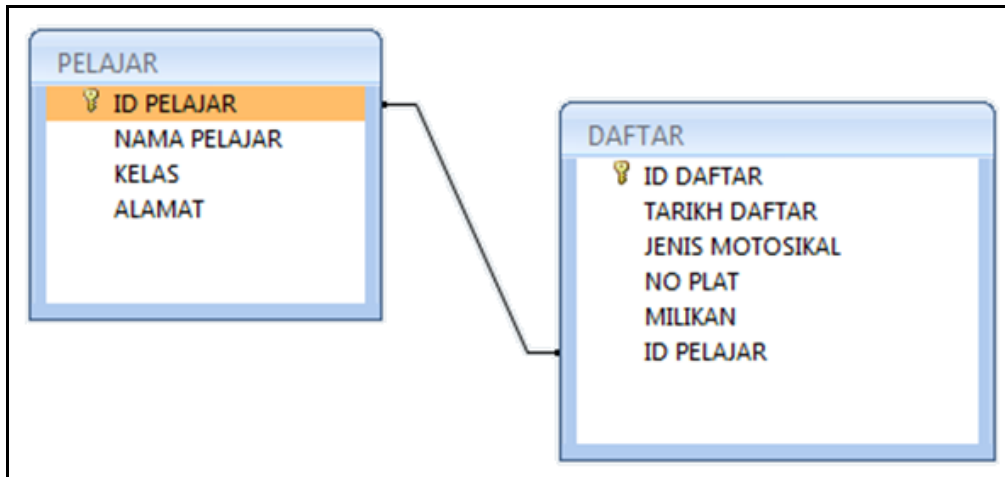 PELAJAR
ID PELAJAR
NAMA PELAJAR
KELAS
ALAMAT
DAFTAR
ID DAFTAR
TARIKH DAFTAR
JENIS MOTOSIKAL
NO PLAT
MILIKAN
ID PELAJAR